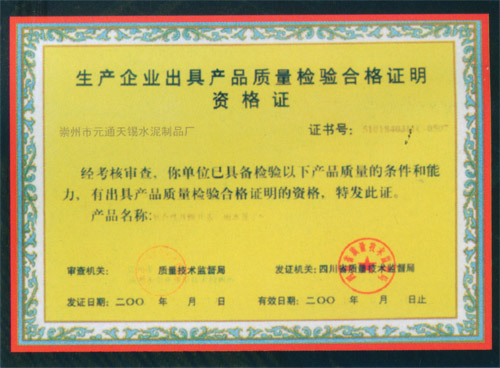 生产企业出具产品质量检验合格证明
资格证
崇州市元通天锡水泥制品厂
证书号:
经考核审查,你单位已具备检验以下产品质量的条件和能
力,有出具产品质量检验合格证明的资格,特发此证。
产品名称:
审查机关: 质量技术监督局 发证机关:四川省质量技术监督局
发证日期:二〇〇 年 月 日 有效日期:二〇〇 年 月 日止